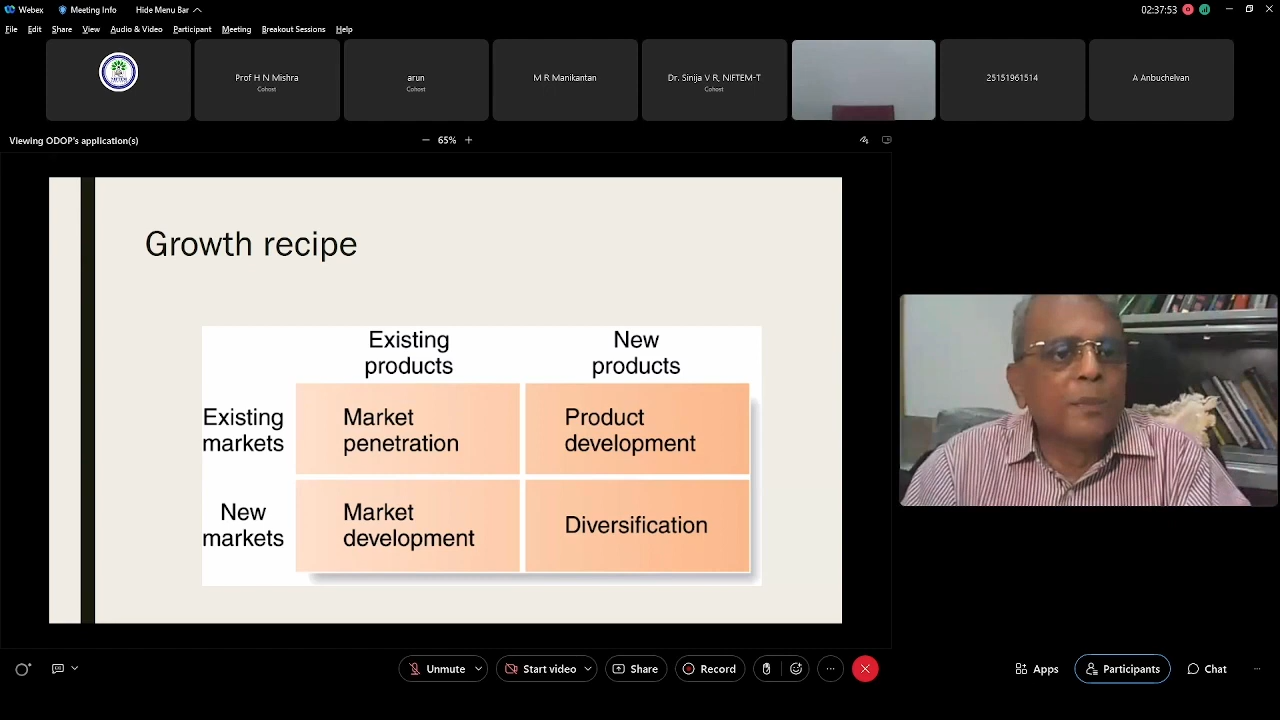 Webex Meeting Info Hide Menu Bar 02:37:53
File Edit Share View Audio & Video Participant Meeting Breakout Sessions Help
Prof H N Mishra
Cohost
arun
Cohost
M R Manikantan
Dr. Sinija V R, NIFTEM-T
Cohost
25151961514
A Anbuchelvan
Viewing ODOP's application(s) 65%
Growth recipe
Existing
products
New
products
Existing
markets
Market
penetration
Product
development
New
markets
Market
development
Diversification
Unmute Start video Share Record Apps Participants Chat